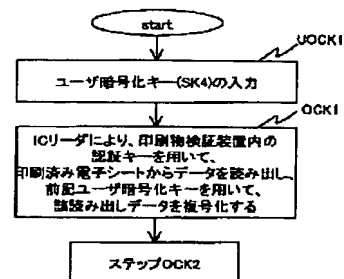 start
UOCK1
ユーザ暗号化キー(SK4)の入力
OCK1
ICリーダにより、印刷物検証装置内の
認証キーを用いて、
印刷済み電子シートからデータを読み出し、
前記ユーザ暗号化キーを用いて、
該読み出しデータを復号化する
ステップOCK2